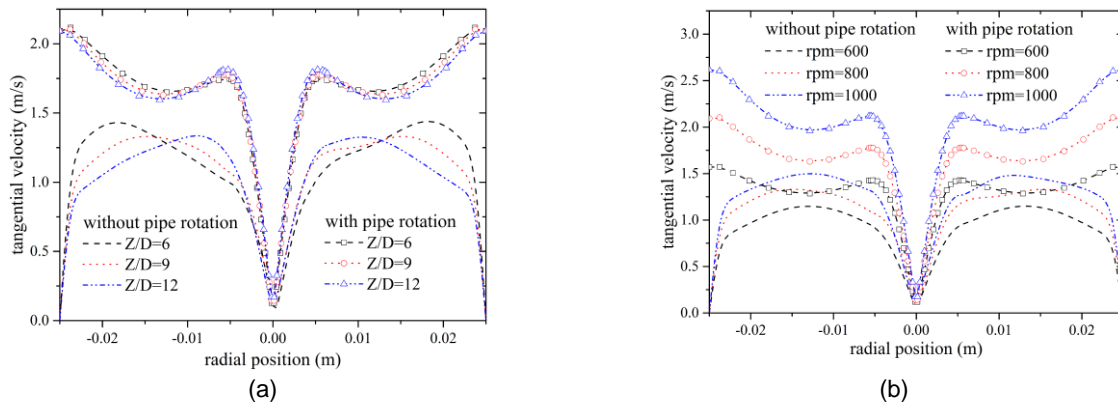 2.0
1.5
1.0
0.5
0.0
tangential velocity (m/s)
without pipe rotation
Z/D=6
Z/D=9
Z/D=12
with pipe rotation
Z/D=6
Z/D=9
Z/D=12
-0.02 -0.01 0.00 0.01 0.02
radial position (m)
(a)
3.0
2.5
2.0
1.5
1.0
0.5
0.0
tangential velocity (m/s)
without pipe rotation
rpm=600
rpm=800
rpm=1000
with pipe rotation
rpm=600
rpm=800
rpm=1000
-0.02 -0.01 0.00 0.01 0.02
radial position (m)
(b)